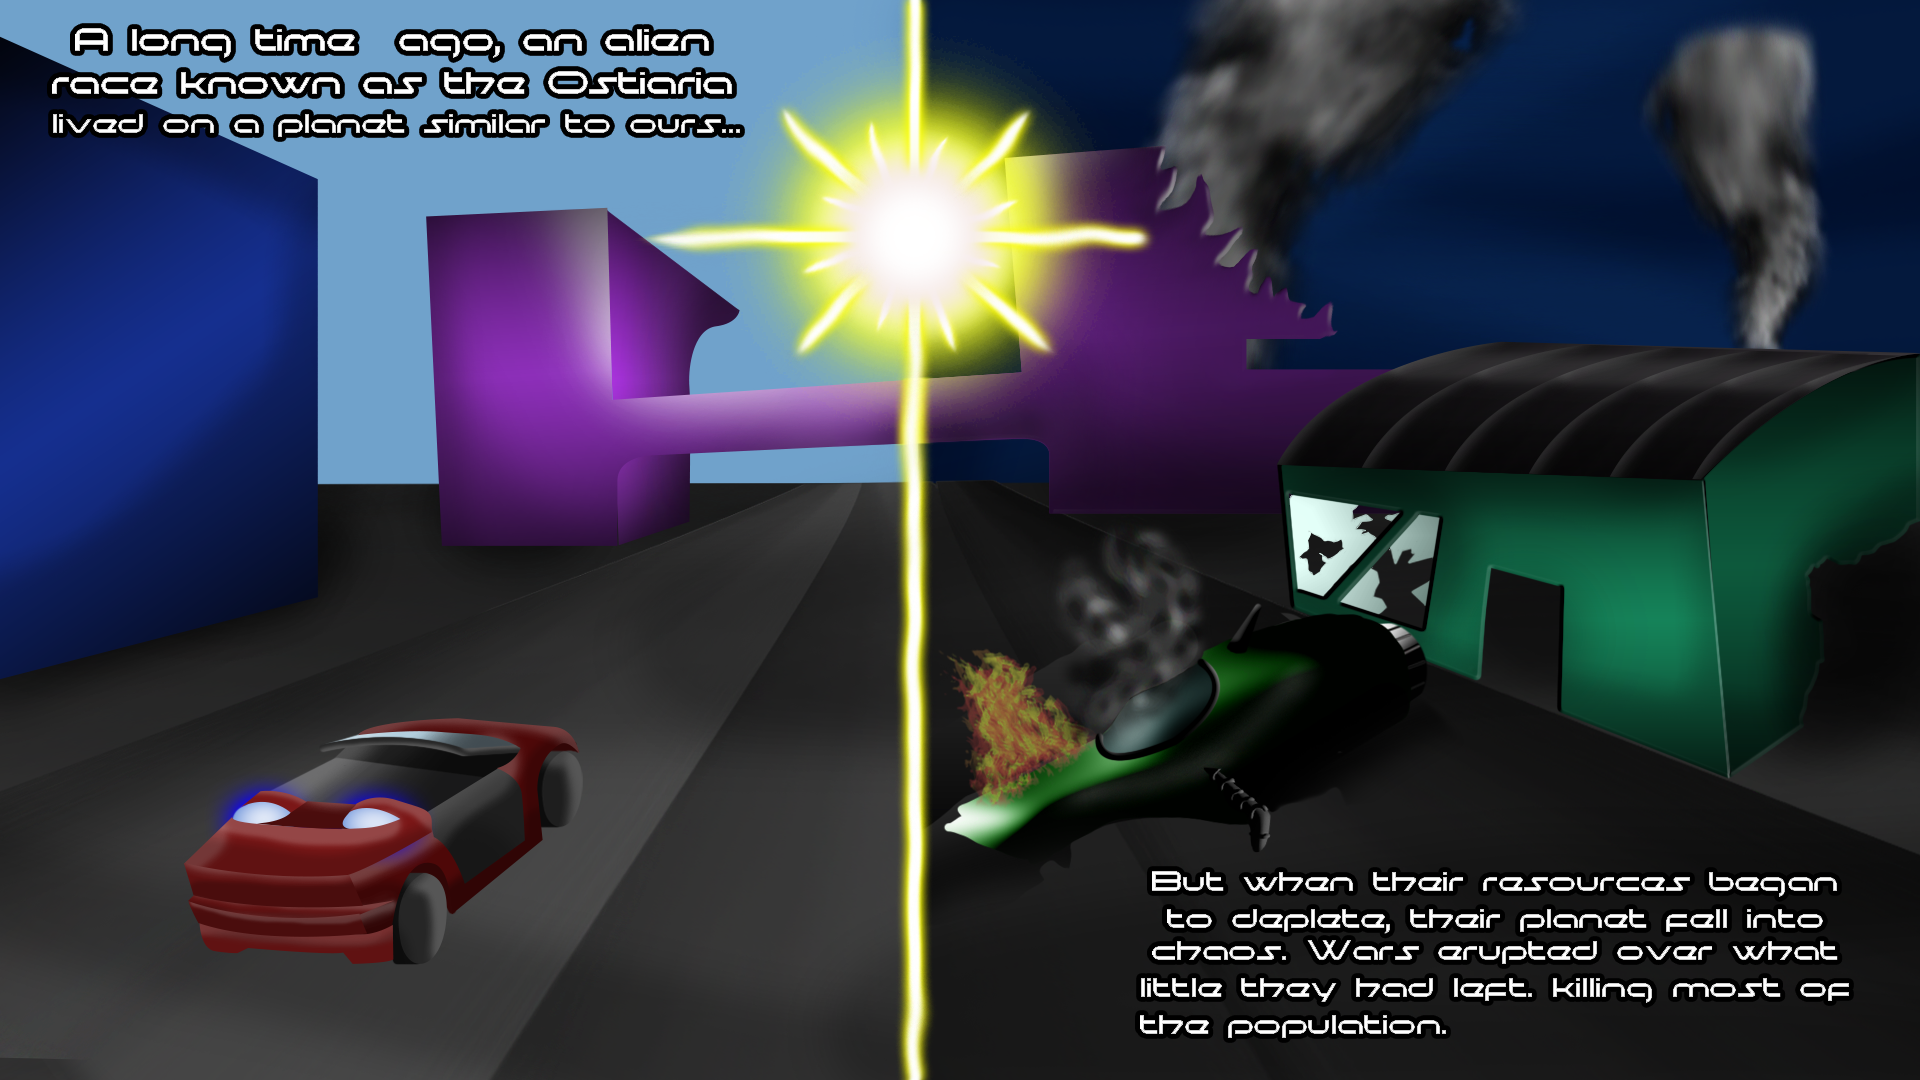 A long time ago, an alien
race known as the Ostiaria
lived on a planet similar to ours...
But when their resources began
to deplete, their planet fell into
chaos. Wars erupted over what
little they had left. killing most of
the population.